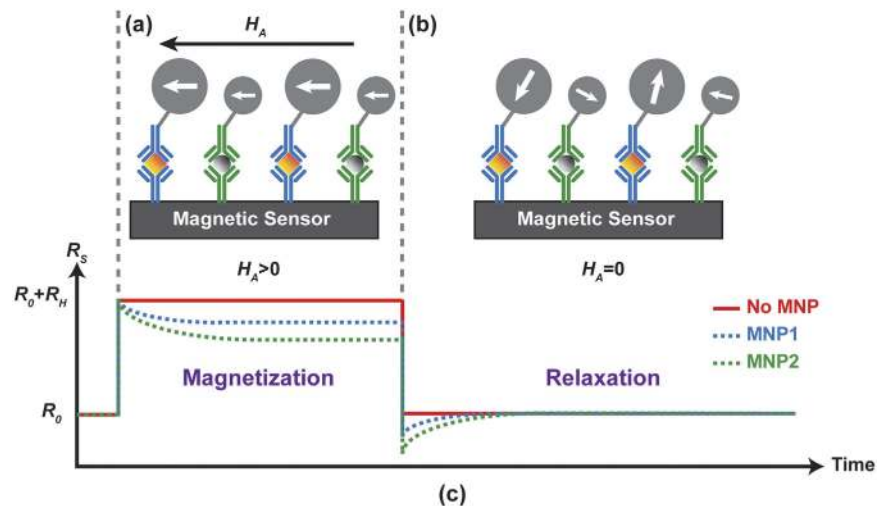 (a)
H_A
(b)
Magnetic Sensor
Magnetic Sensor
R_S
H_A>0
H_A=0
R_0+R_H
No MNP
MNP1
MNP2
Magnetization
Relaxation
R_0
Time
(c)